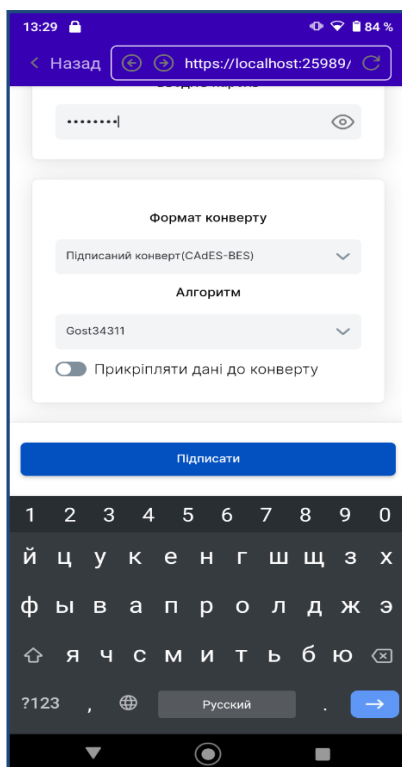 13:29 84 %
Назад https://localhost:25989/
••••••••
Формат конверту
Підписаний конверт(CAdES-BES)
Алгоритм
Gost34311
Прикріпляти дані до конверту
Підписати
1 2 3 4 5 6 7 8 9 0
й ц у к е н г ш щ з х
ф ы в а п р о л д ж э
я ч с м и т ь б ю
?123 , Русский .